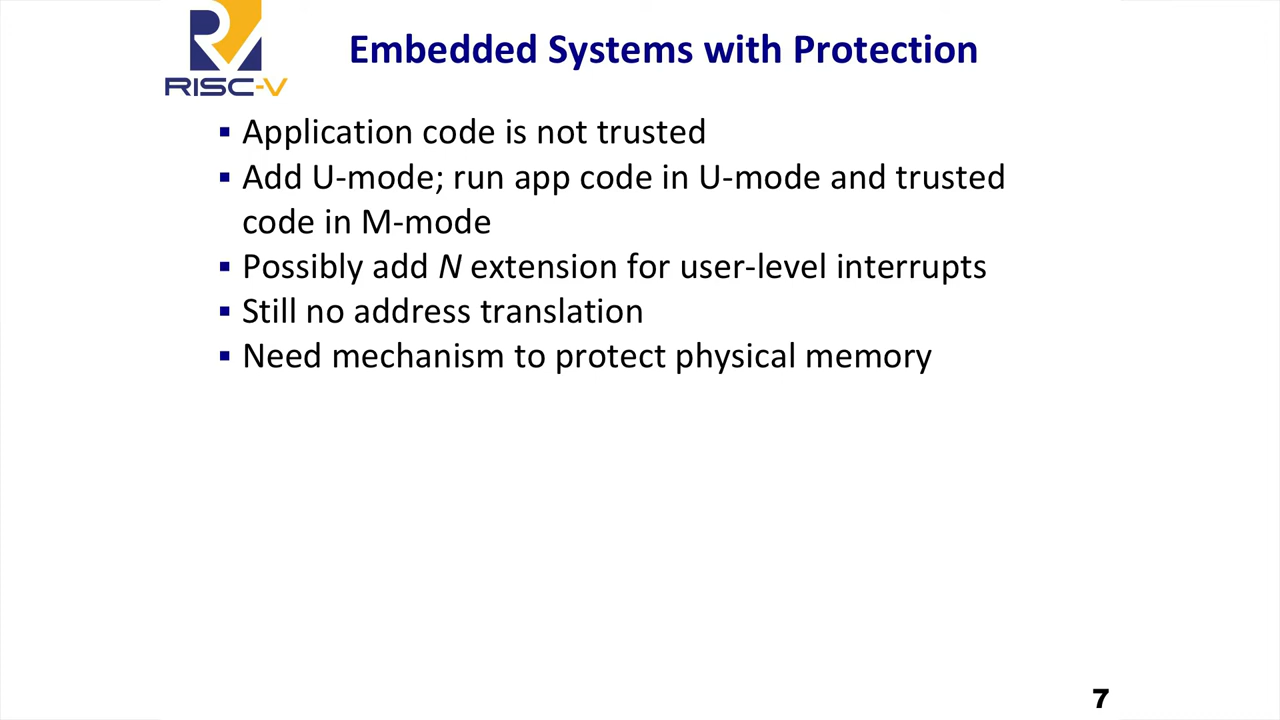 RISC-V
Embedded Systems with Protection
▪ Application code is not trusted
▪ Add U-mode; run app code in U-mode and trusted
code in M-mode
▪ Possibly add N extension for user-level interrupts
▪ Still no address translation
▪ Need mechanism to protect physical memory
7